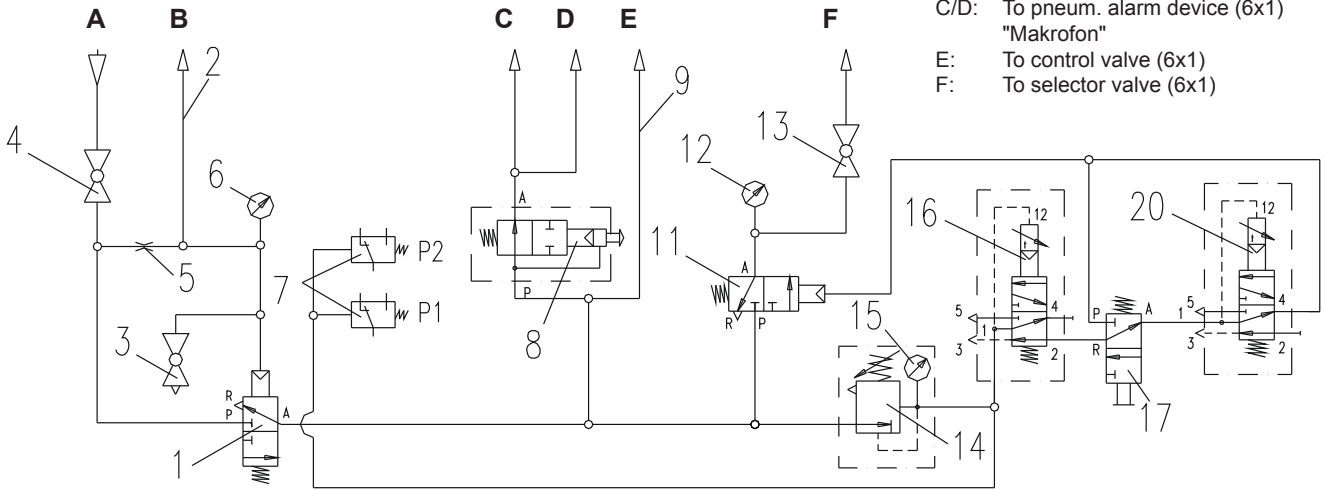 A B C D E F
C/D: To pneum. alarm device (6x1)
"Makrofon"
E: To control valve (6x1)
F: To selector valve (6x1)
2
9
4
13
12
6
12
12
16
20
A
11
P2
5
7
A
5
4
P
A
5
4
1
1
P
R
P
P1
8
15
3
2
R
3
2
3
R
P
A
17
14
1